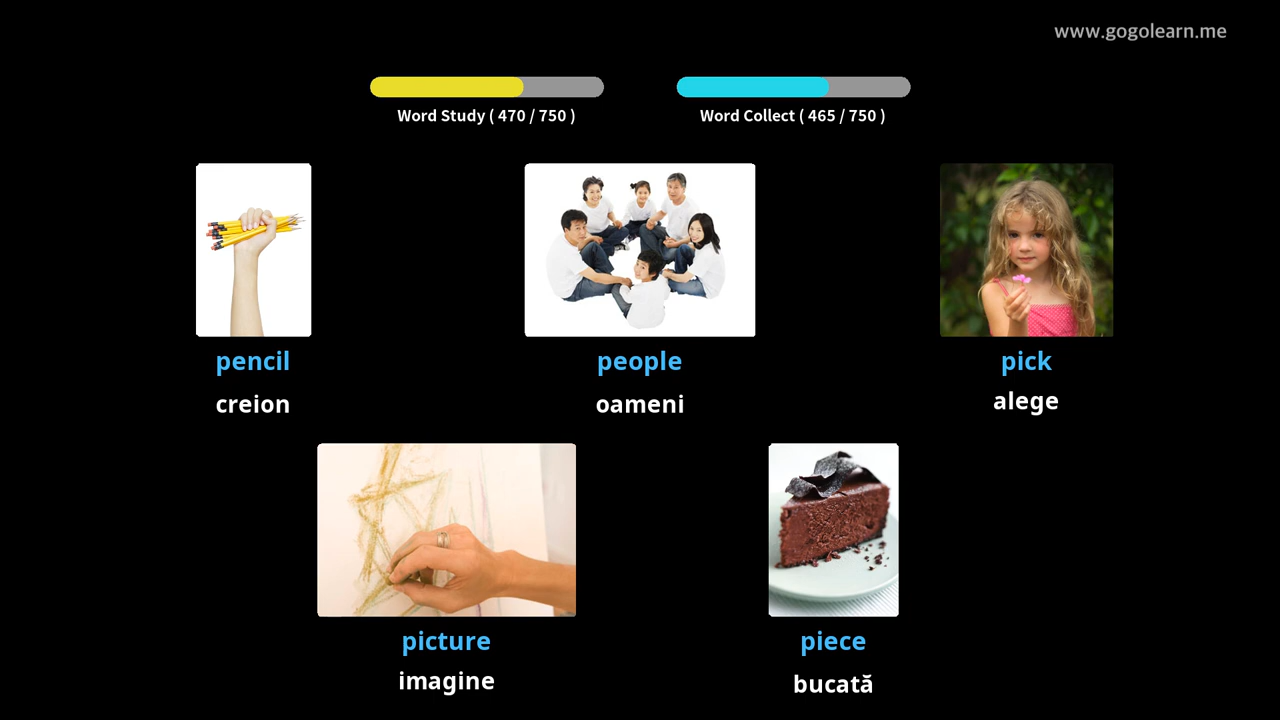 www.gogolearn.me
Word Study ( 470 / 750 )
Word Collect ( 465 / 750 )
pencil
creion
people
oameni
pick
alege
picture
imagine
piece
bucată